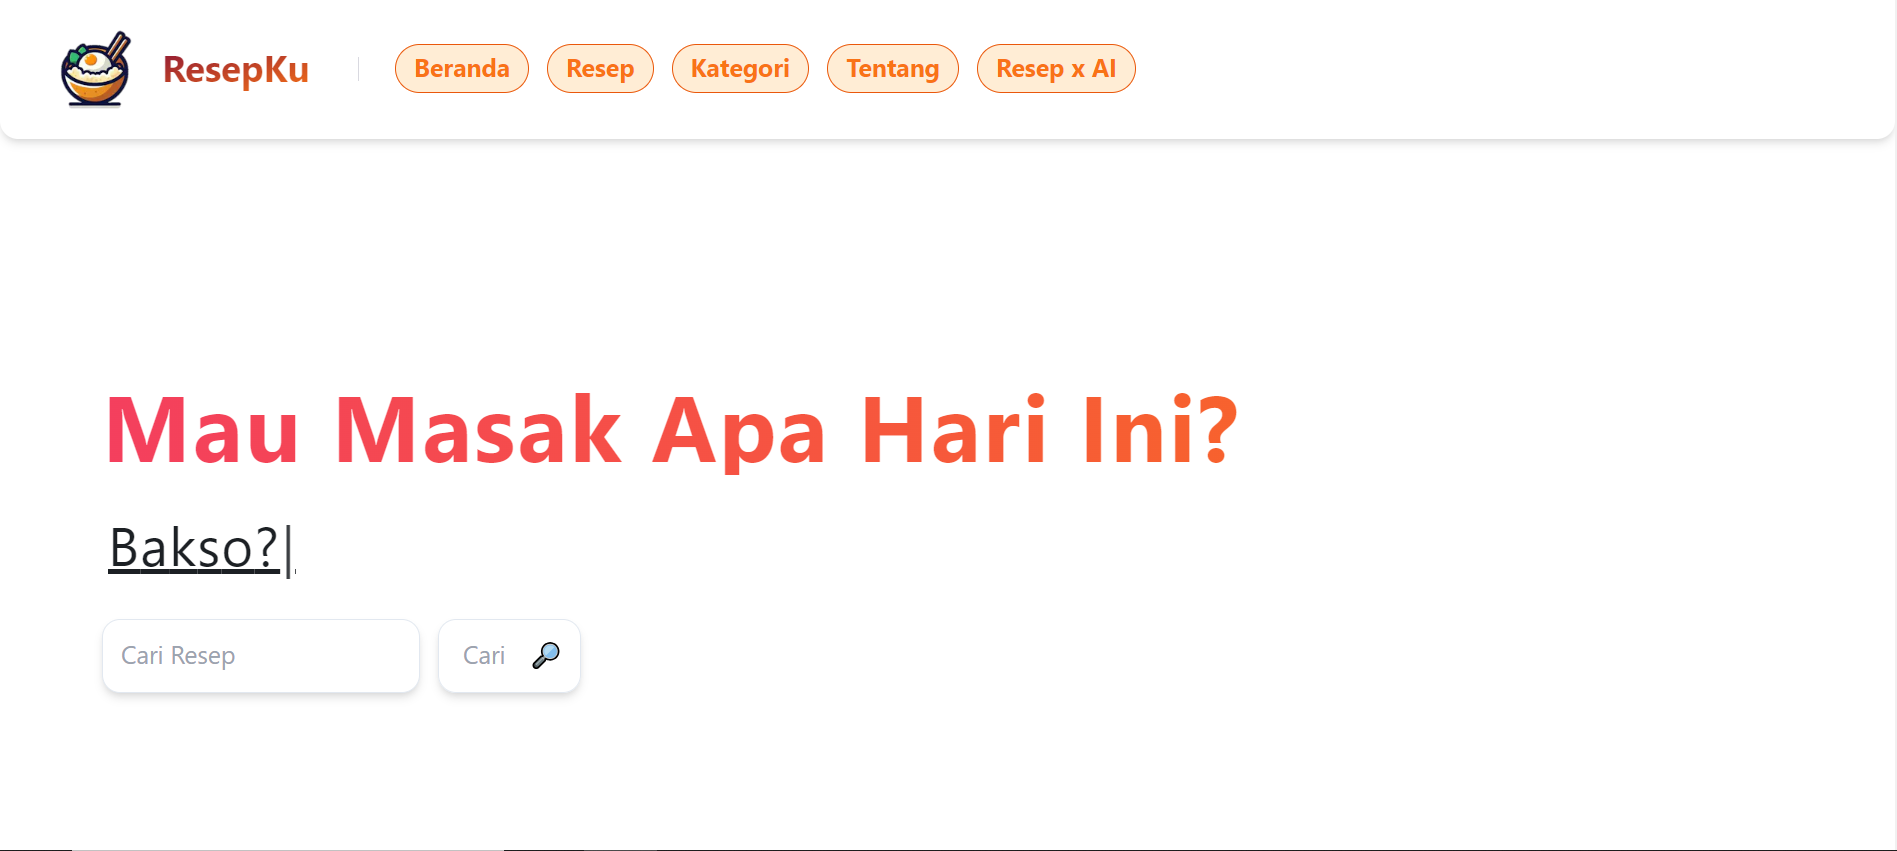 ResepKu
Beranda Resep Kategori Tentang Resep x AI
Mau Masak Apa Hari Ini?
Bakso?|
Cari Resep Cari